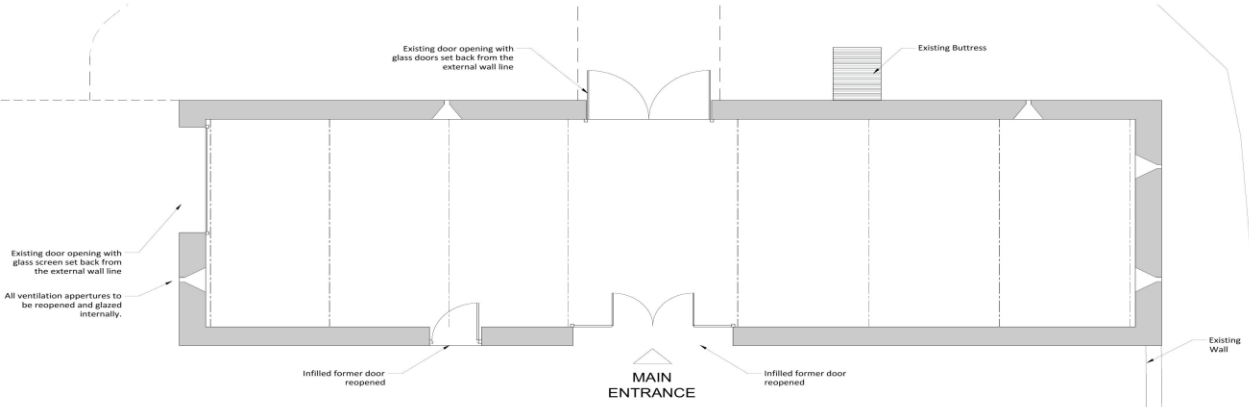 Existing door opening with
glass doors set back from the
external wall line
Existing Buttress
Existing door opening with
glass screen set back from
the external wall line
All ventilation appertures to
be reopened and glazed
internally.
Infilled former door
reopened
MAIN
ENTRANCE
Infilled former door
reopened
Existing
Wall